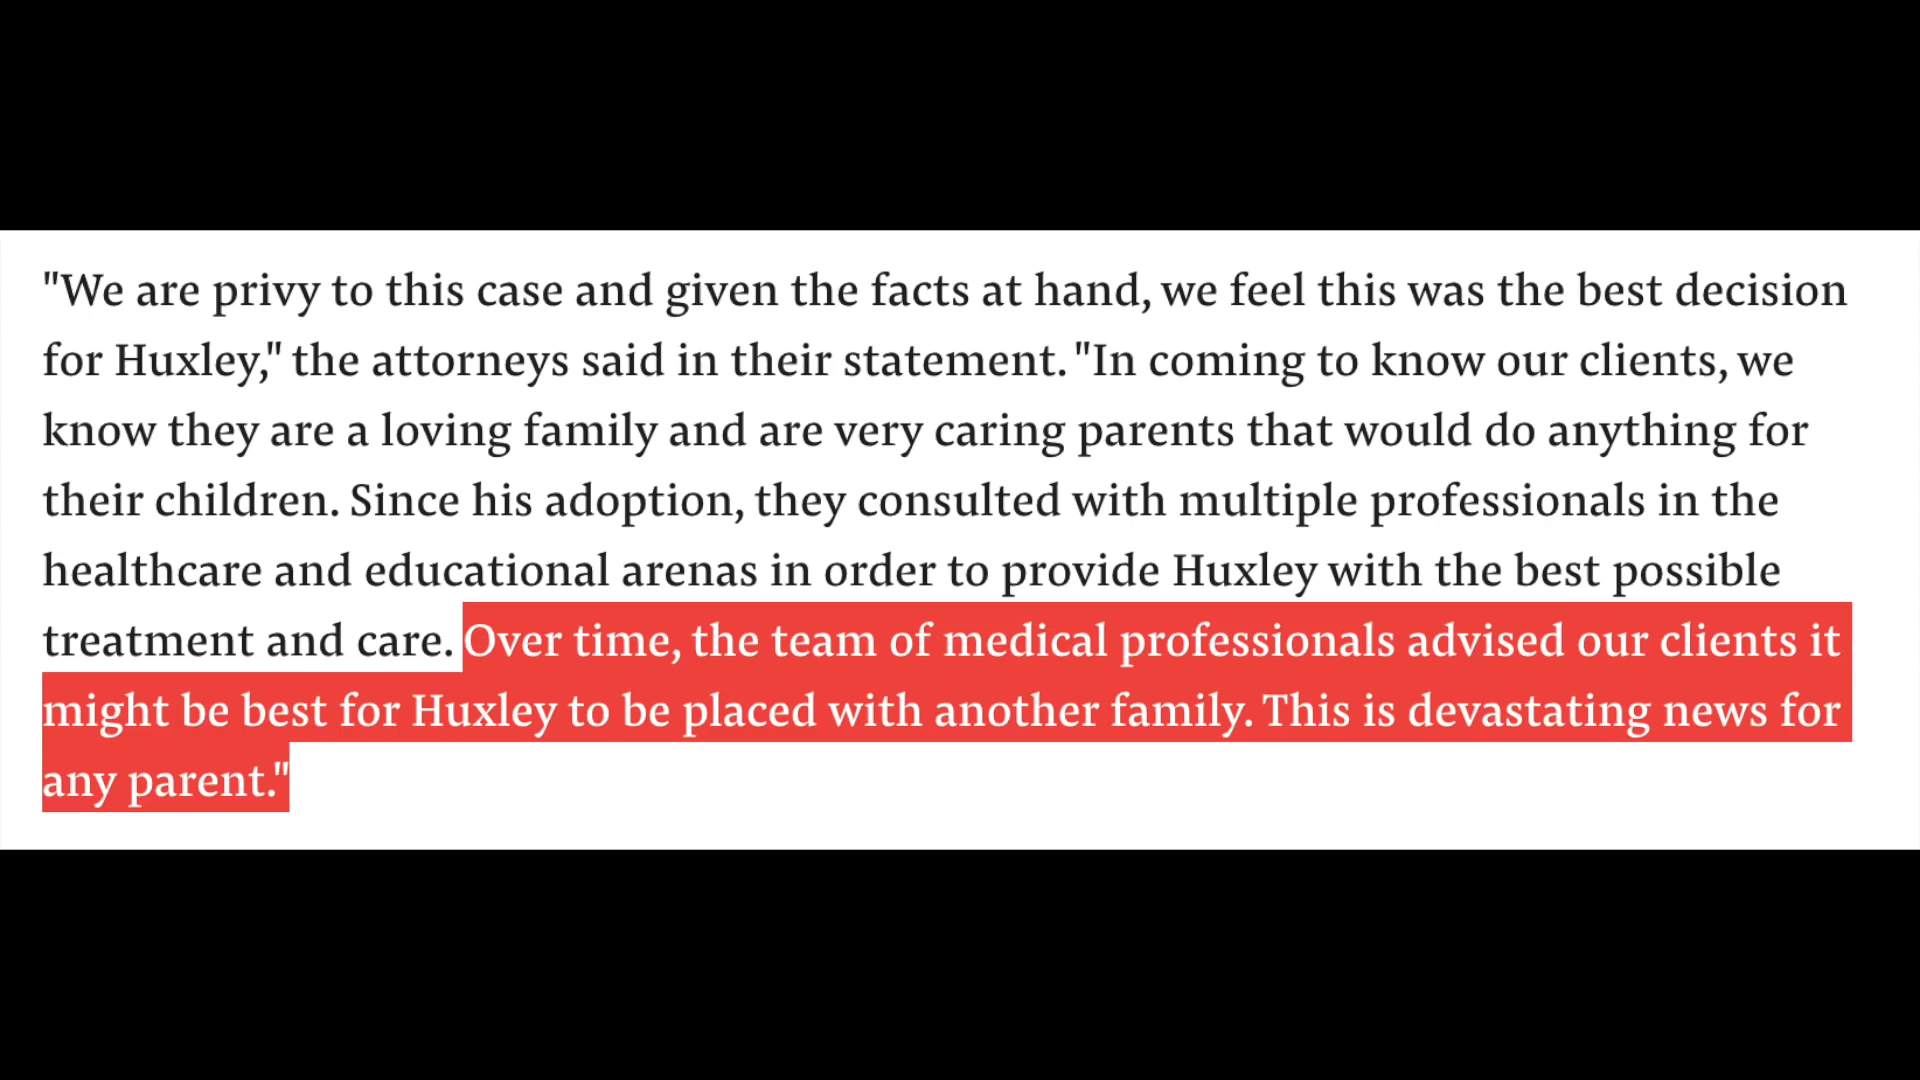 "We are privy to this case and given the facts at hand, we feel this was the best decision
for Huxley," the attorneys said in their statement. "In coming to know our clients, we
know they are a loving family and are very caring parents that would do anything for
their children. Since his adoption, they consulted with multiple professionals in the
healthcare and educational arenas in order to provide Huxley with the best possible
treatment and care. Over time, the team of medical professionals advised our clients it
might be best for Huxley to be placed with another family. This is devastating news for
any parent."